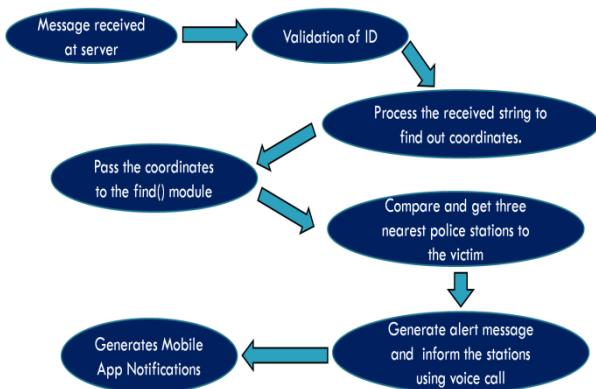 Message received
at server
Validation of ID
Process the received string to
find out coordinates.
Pass the coordinates
to the find() module
Compare and get three
nearest police stations to
the victim
Generate alert message
and inform the stations
using voice call
Generates Mobile
App Notifications